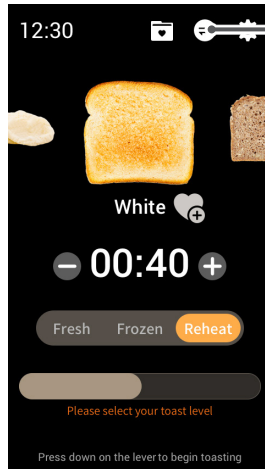 12:30
White
00:40
Fresh Frozen Reheat
Please select your toast level
Press down on the lever to begin toasting